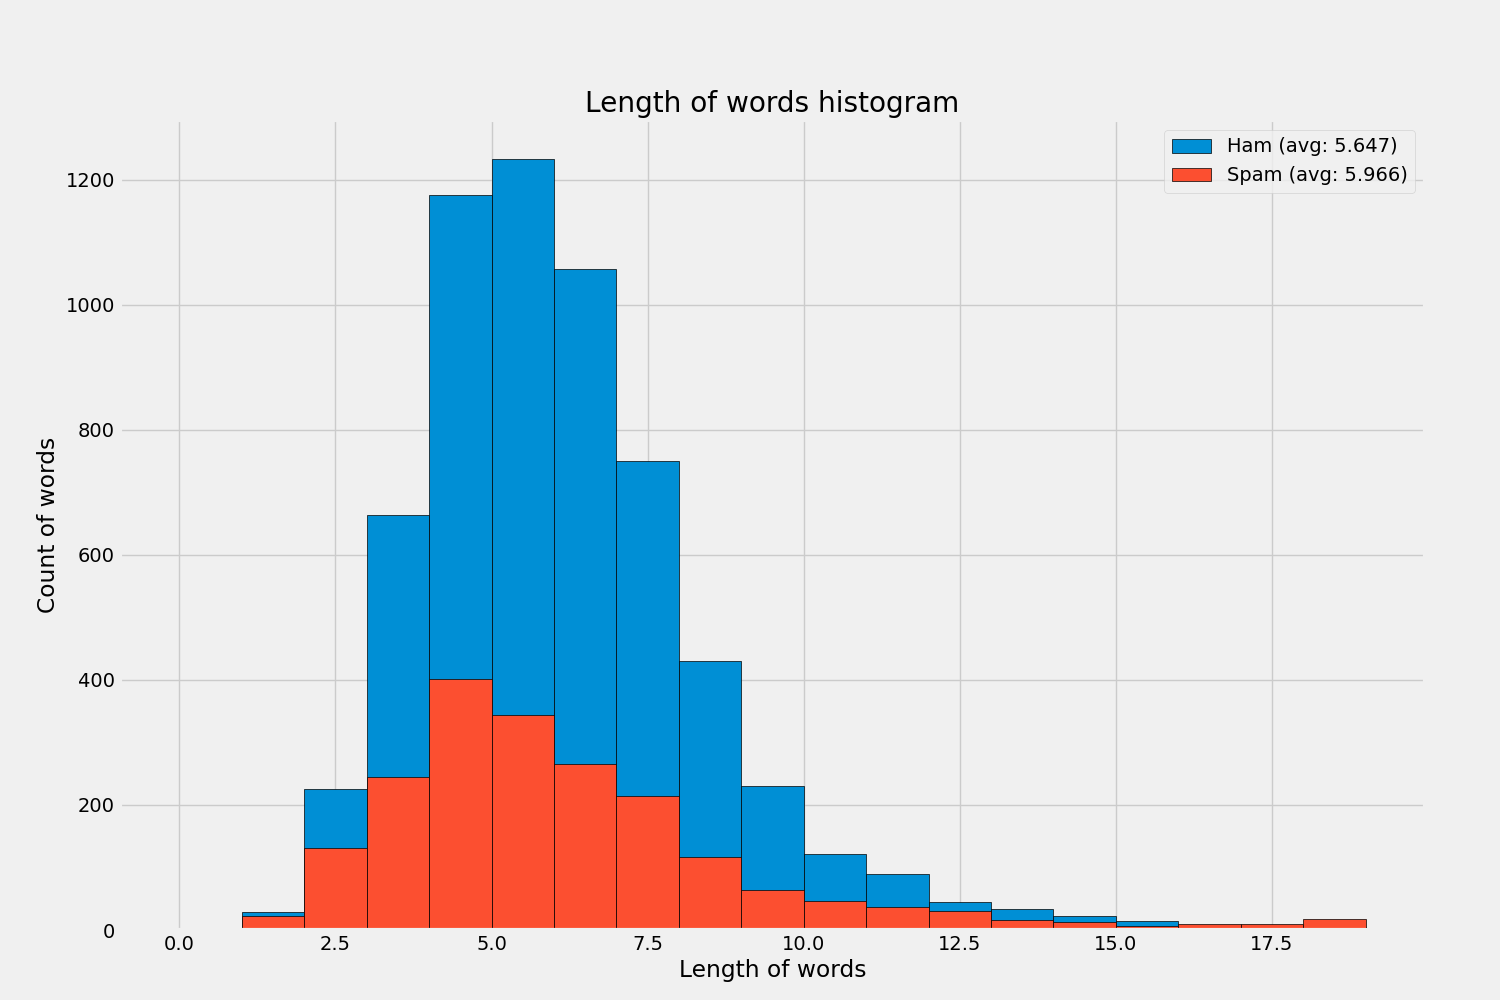 Length of words histogram
Ham (avg: 5.647)
Spam (avg: 5.966)
1200
1000
800
600
400
200
0
Count of words
0.0 2.5 5.0 7.5 10.0 12.5 15.0 17.5
Length of words